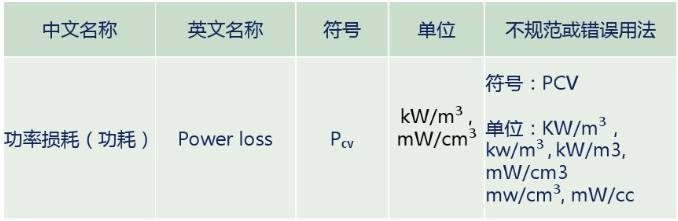 中文名称 英文名称 符号 单位 不规范或错误用法
功率损耗（功耗） Power loss P_cv kW/m³ , mW/cm³ 符号：PCV
单位：KW/m³ ,
kw/m³ , kW/m3,
mW/cm3
mw/cm³, mW/cc